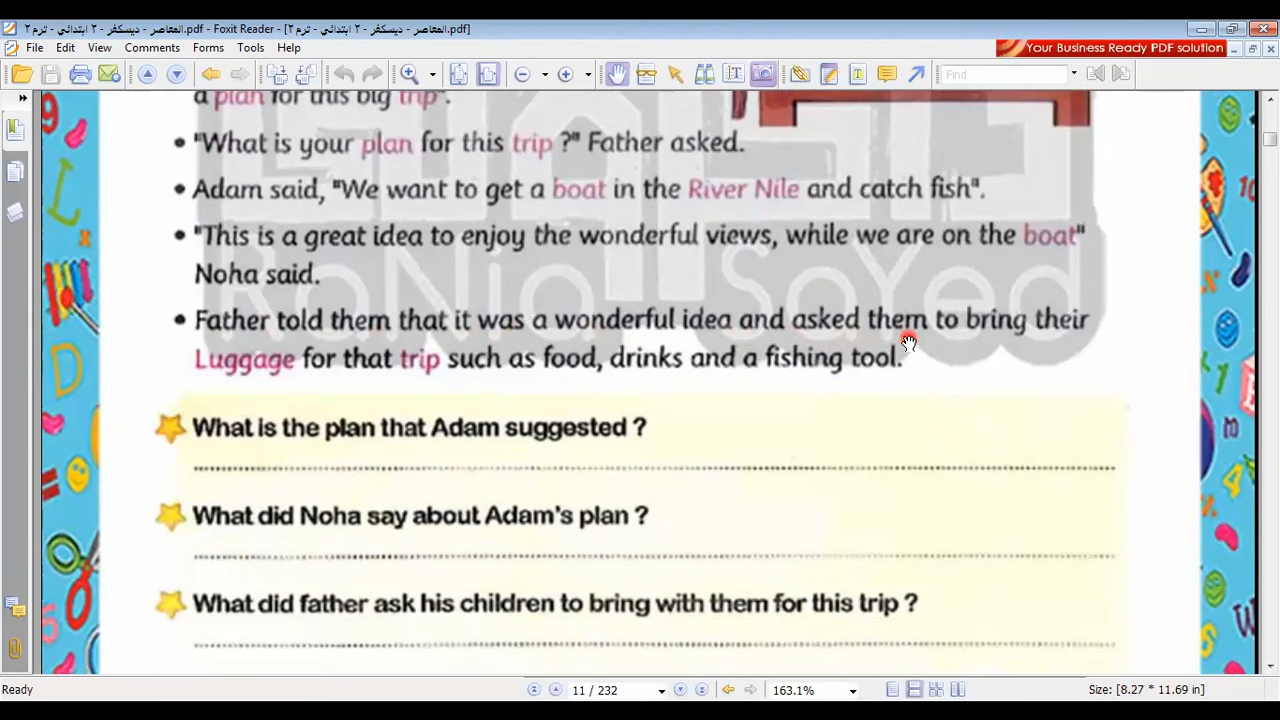 المعاصر - ديسكفر - ٢ ابتدائي - ترم ٢.pdf - Foxit Reader - [المعاصر - ديسكفر - ٢ ابتدائي - ترم ٢.pdf]
File Edit View Comments Forms Tools Help
Your Business Ready PDF solution
Find
a plan for this big trip".
• "What is your plan for this trip ?" Father asked.
• Adam said, "We want to get a boat in the River Nile and catch fish".
• "This is a great idea to enjoy the wonderful views, while we are on the boat"
Noha said.
• Father told them that it was a wonderful idea and asked them to bring their
Luggage for that trip such as food, drinks and a fishing tool.
RaNia SaYed
What is the plan that Adam suggested ?
What did Noha say about Adam's plan ?
What did father ask his children to bring with them for this trip ?
Ready
11 / 232
163.1%
Size: [8.27 * 11.69 in]